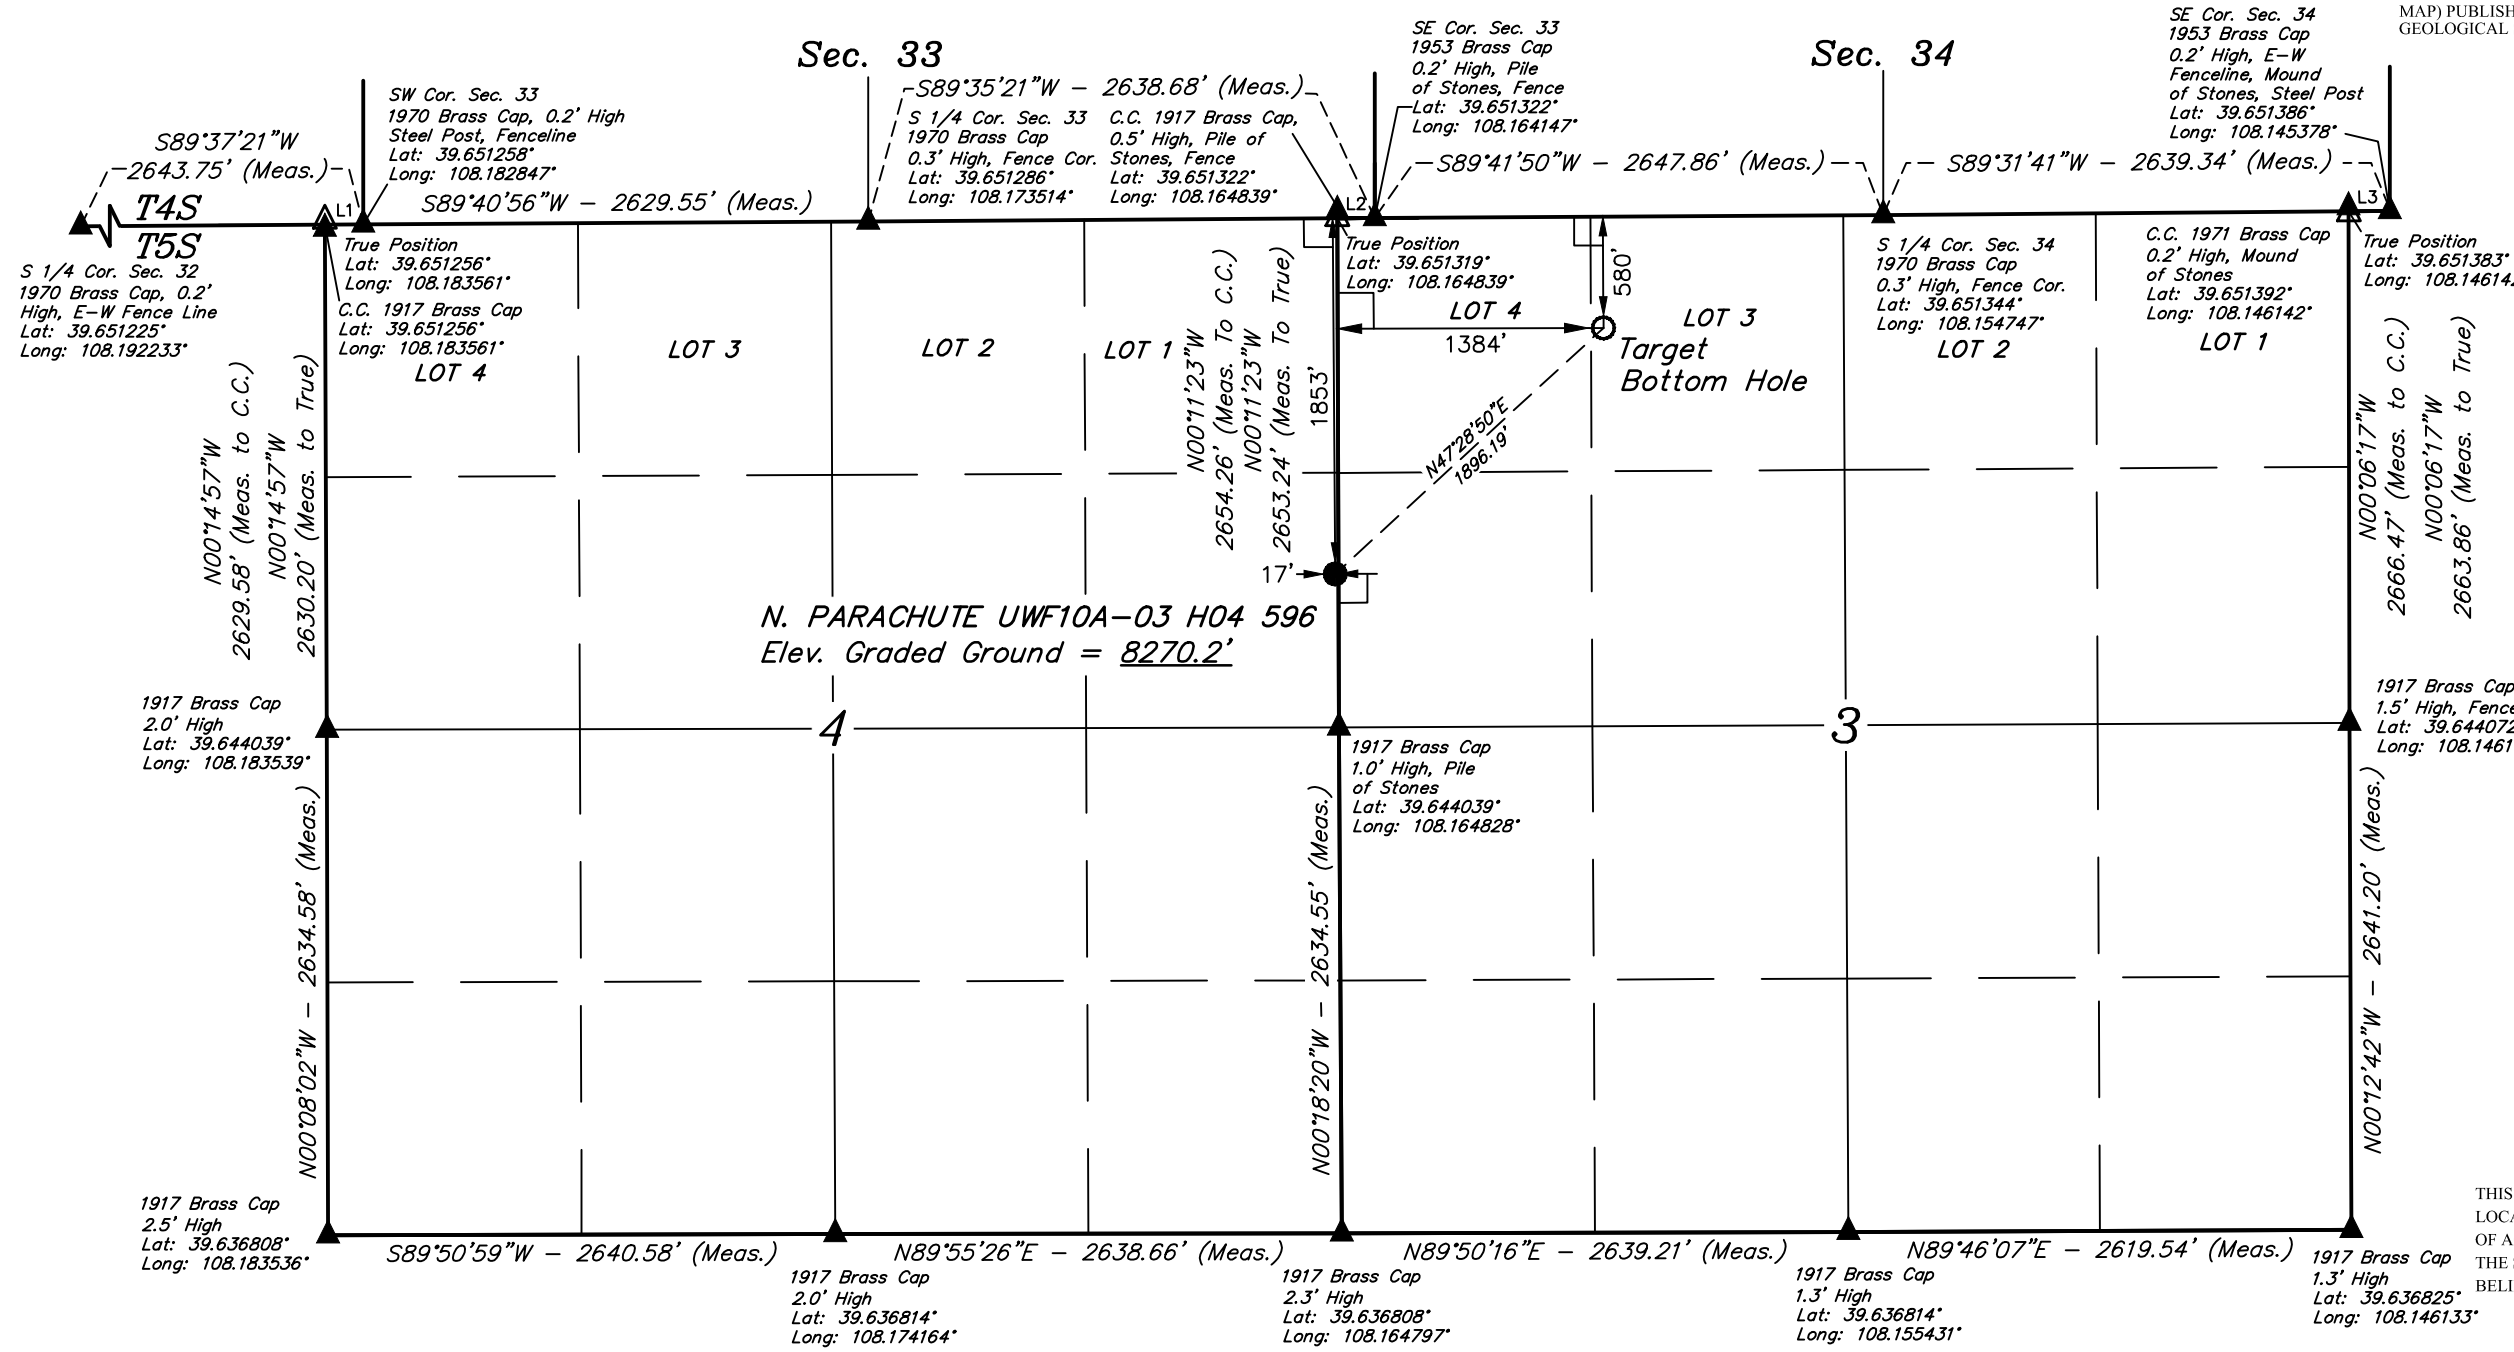 MAP) PUBLISH
GEOLOGICAL
Sec. 33
Sec. 34
S89°37'21"W
2643.75' (Meas.)
T4S
T5S
S 1/4 Cor. Sec. 32
1970 Brass Cap, 0.2'
High, E-W Fence Line
Lat: 39.651225°
Long: 108.192233°
SW Cor. Sec. 33
1970 Brass Cap, 0.2' High
Steel Post, Fenceline
Lat: 39.651258°
Long: 108.182847°
S89°40'56"W - 2629.55' (Meas.)
S89°35'21"W - 2638.68' (Meas.)
S 1/4 Cor. Sec. 33
1970 Brass Cap
0.3' High, Fence Cor.
Lat: 39.651286°
Long: 108.173514°
C.C. 1917 Brass Cap,
0.5' High, Pile of
Stones, Fence
Lat: 39.651322°
Long: 108.164839°
SE Cor. Sec. 33
1953 Brass Cap
0.2' High, Pile
of Stones, Fence
Lat: 39.651322°
Long: 108.164147°
S89°41'50"W - 2647.86' (Meas.)
S89°31'41"W - 2639.34' (Meas.)
SE Cor. Sec. 34
1953 Brass Cap
0.2' High, E-W
Fenceline, Mound
of Stones, Steel Post
Lat: 39.651386°
Long: 108.145378°
L1
L2
L3
True Position
Lat: 39.651256°
Long: 108.183561°
C.C. 1917 Brass Cap
Lat: 39.651256°
Long: 108.183561°
LOT 4
LOT 3
LOT 2
LOT 1
True Position
Lat: 39.651319°
Long: 108.164839°
LOT 4
1384'
580'
LOT 3
Target
Bottom Hole
S 1/4 Cor. Sec. 34
1970 Brass Cap
0.3' High, Fence Cor.
Lat: 39.651344°
Long: 108.154747°
LOT 2
C.C. 1971 Brass Cap
0.2' High, Mound
of Stones
Lat: 39.651392°
Long: 108.146142°
LOT 1
True Position
Lat: 39.651383°
Long: 108.14614
N00°14'57"W
2629.58' (Meas. to C.C.)
N00°14'57"W
2630.20' (Meas. to True)
N00°11'23"W
2654.26' (Meas. To C.C.)
N00°11'23"W
2653.24' (Meas. To True)
1853'
N47°28'50"E
1896.19'
17'
N00°06'17"W
2666.47' (Meas. to C.C.)
N00°06'17"W
2663.86' (Meas. to True)
N. PARACHUTE UWF10A-03 H04 596
Elev. Graded Ground = 8270.2'
1917 Brass Cap
2.0' High
Lat: 39.644039°
Long: 108.183539°
4
3
1917 Brass Cap
1.0' High, Pile
of Stones
Lat: 39.644039°
Long: 108.164828°
1917 Brass Cap
1.5' High, Fence
Lat: 39.644072
Long: 108.1461
N00°08'02"W - 2634.58' (Meas.)
N00°18'20"W - 2634.55' (Meas.)
N00°12'42"W - 2641.20' (Meas.)
1917 Brass Cap
2.5' High
Lat: 39.636808°
Long: 108.183536°
S89°50'59"W - 2640.58' (Meas.)
N89°55'26"E - 2638.66' (Meas.)
N89°50'16"E - 2639.21' (Meas.)
N89°46'07"E - 2619.54' (Meas.)
1917 Brass Cap
2.0' High
Lat: 39.636814°
Long: 108.174164°
1917 Brass Cap
2.3' High
Lat: 39.636808°
Long: 108.164797°
1917 Brass Cap
1.3' High
Lat: 39.636814°
Long: 108.155431°
1917 Brass Cap
1.3' High
Lat: 39.636825°
Long: 108.146133°
THIS
LOCA
OF A
THE
BELI